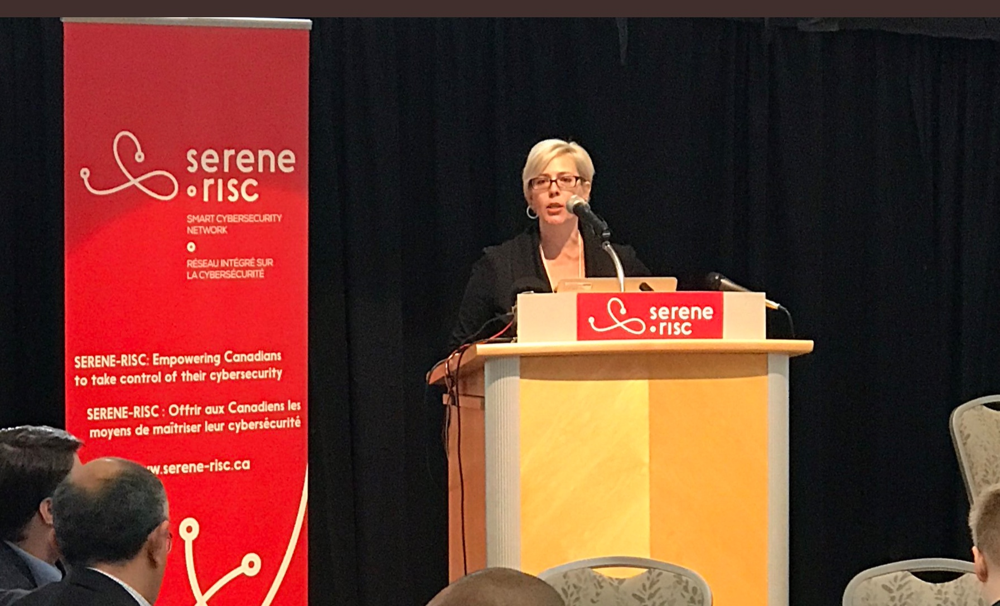 serene
risc
SMART CYBERSECURITY
NETWORK
RÉSEAU INTÉGRÉ SUR
LA CYBERSÉCURITÉ
SERENE-RISC: Empowering Canadians
to take control of their cybersecurity
SERENE-RISC : Offrir aux Canadiens les
moyens de maîtriser leur cybersécurité
w.serene-risc.ca
serene
risc